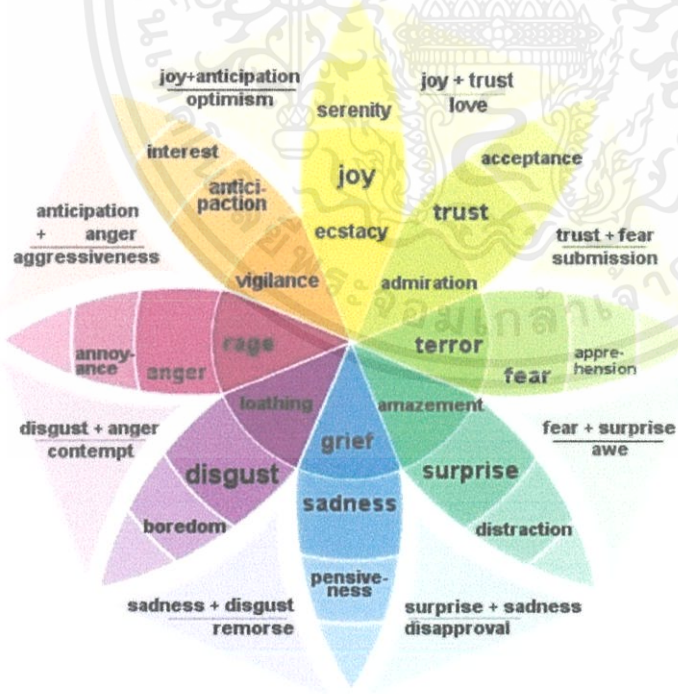 joy+anticipation
optimism
joy + trust
love
serenity
joy
ecstacy
interest
antici-
paction
vigilance
acceptance
trust
admiration
anticipation
+ anger
aggressiveness
trust + fear
submission
annoy-
ance
anger
rage
terror
fear
appre-
hension
loathing
disgust
boredom
amazement
surprise
distraction
grief
sadness
pensive-
ness
disgust + anger
contempt
fear + surprise
awe
sadness + disgust
remorse
surprise + sadness
disapproval